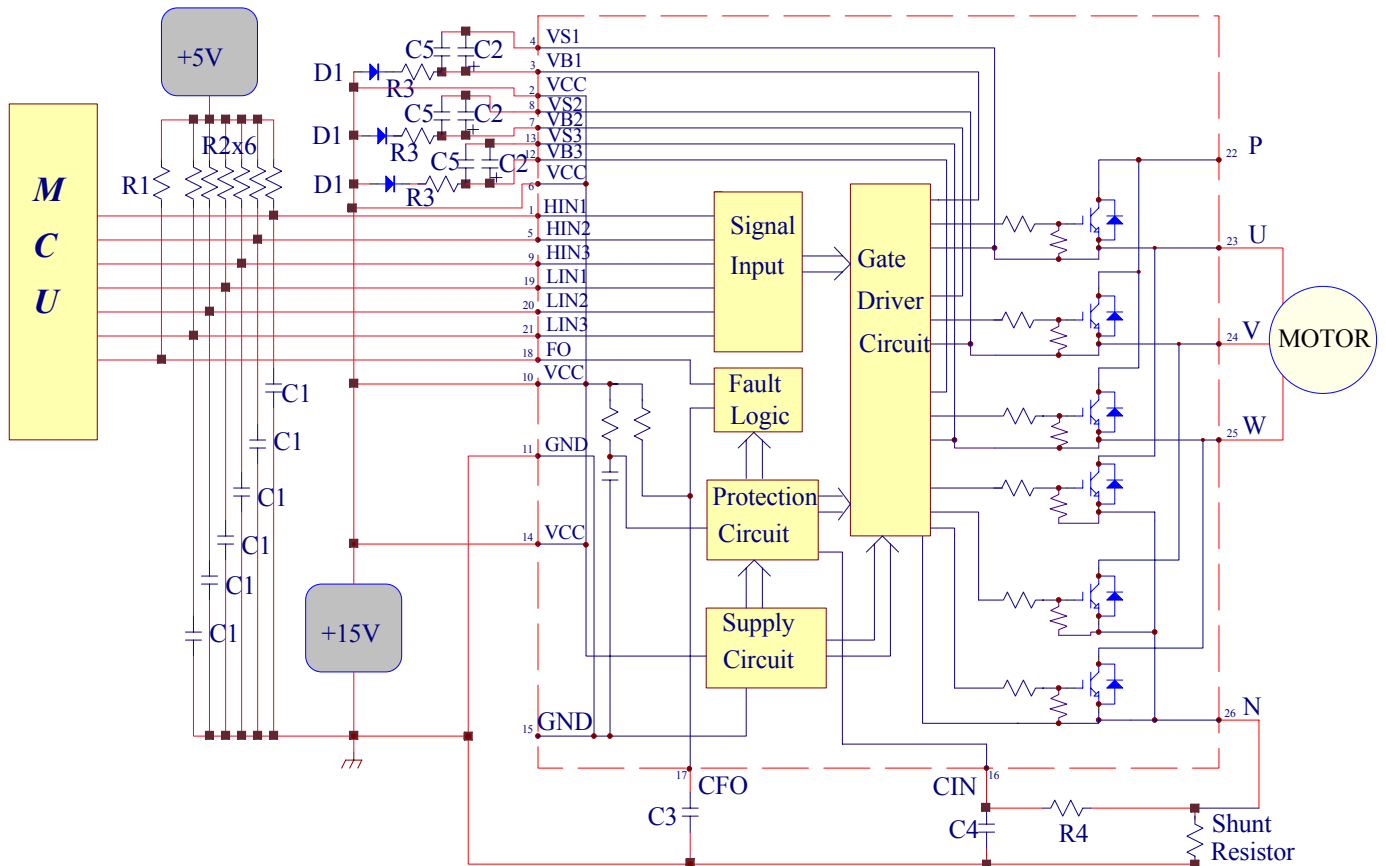 +5V
M
C
U
R1
R2x6
D1
R3
C5
C2
+
D1
R3
C5
C2
+
D1
R3
C5
C2
+
4 VS1
3 VB1
2 VCC
8 VS2
7 VB2
13 VS3
12 VB3
6 VCC
1 HIN1
5 HIN2
9 HIN3
19 LIN1
20 LIN2
21 LIN3
18 FO
10 VCC
11 GND
14 VCC
15 GND
C1
C1
C1
C1
C1
C1
+15V
Signal
Input
Gate
Driver
Circuit
Fault
Logic
Protection
Circuit
Supply
Circuit
22 P
23 U
24 V
25 W
26 N
MOTOR
17 CFO
CIN 16
C3
C4
R4
Shunt
Resistor